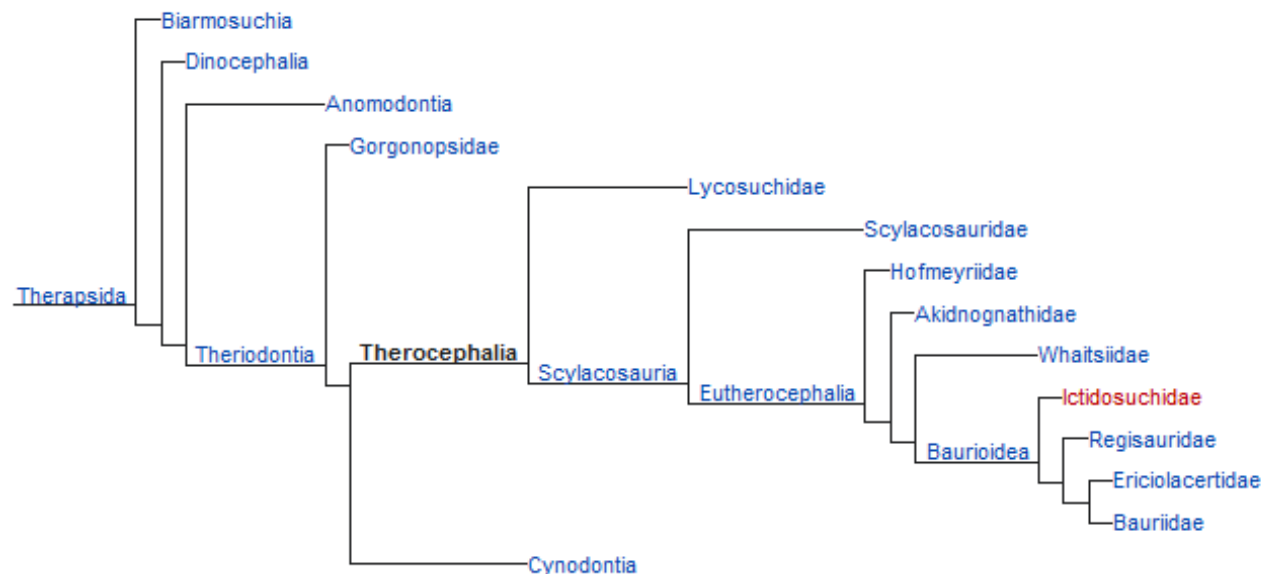 Biarmosuchia
Dinocephalia
Anomodontia
Gorgonopsidae
Lycosuchidae
Scylacosauridae
Hofmeyriidae
Therapsida
Akidnognathidae
Theriodontia
Therocephalia
Whaitsiidae
Scylacosauria
Eutherocephalia
Ictidosuchidae
Regisauridae
Baurioidea
Ericiolacertidae
Bauriidae
Cynodontia